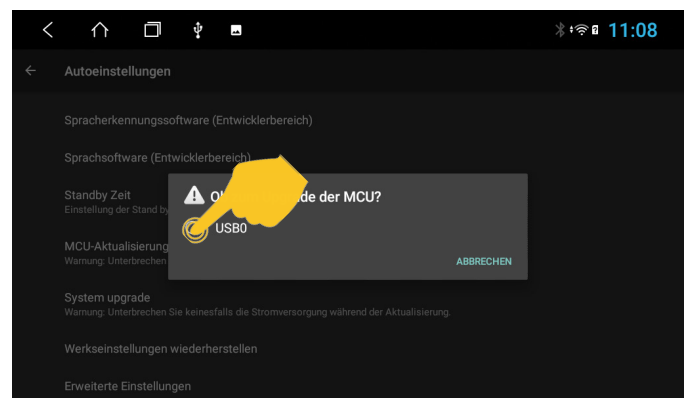 11:08
Autoeinstellungen
Spracherkennungssoftware (Entwicklerbereich)
Sprachsoftware (Entwicklerbereich)
Standby Zeit
Einstellung der Stand by
de der MCU?
USB0
MCU-Aktualisierung
Warnung: Unterbrechen
ABBRECHEN
System upgrade
Warnung: Unterbrechen Sie keinesfalls die Stromversorgung während der Aktualisierung.
Werkseinstellungen wiederherstellen
Erweiterte Einstellungen